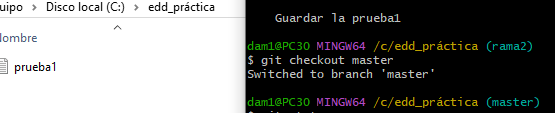 uipo > Disco local (C:) > edd_práctica
Nombre
prueba1
Guardar la prueba1
dam1@PC30 MINGW64 /c/edd_práctica (rama2)
$ git checkout master
Switched to branch 'master'
dam1@PC30 MINGW64 /c/edd_práctica (master)